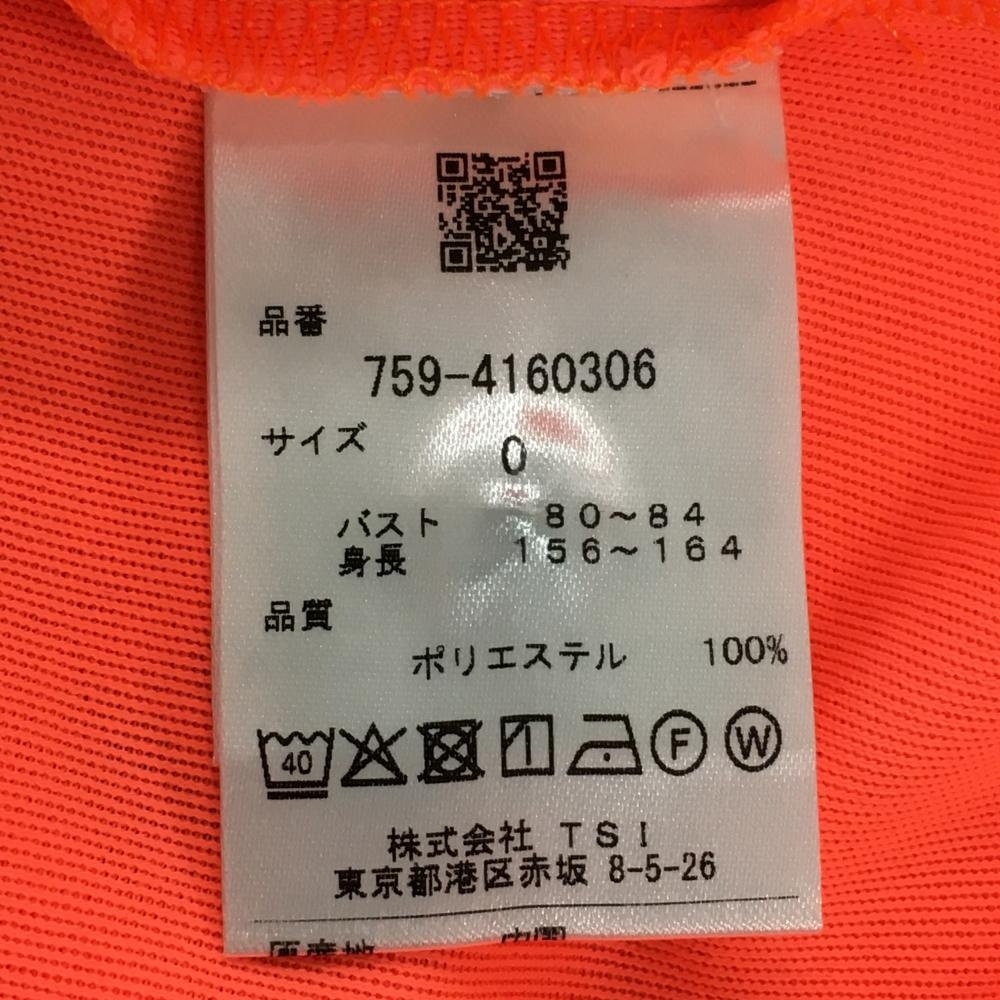 品番
759-4160306
サイズ
0
バスト 80～84
身長 156～164
品質
ポリエステル 100%
40
F W
株式会社 TSI
東京都港区赤坂 8-5-26